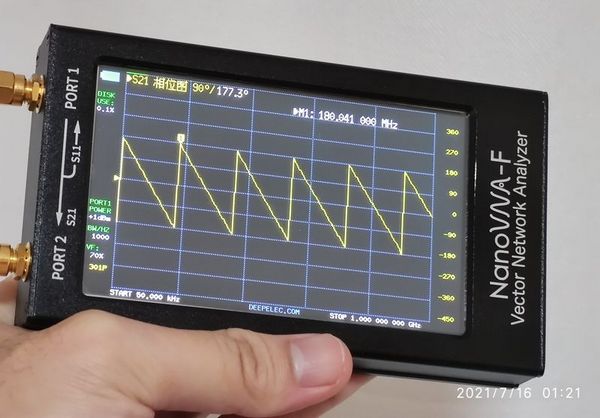 PORT 1
S11
S21
PORT 2
S21 相位图 90°/177.3°
M1: 180.041 000 MHz
DISK
USE:
0.1%
PORT1
POWER
+1dBm
BW/HZ
1000
VF:
70%
301P
360
270
180
90
0
-90
-180
-270
-360
-450
START 50.000 kHz
DEEPELEC.COM
STOP 1.000 000 000 GHz
NanoVNA-F
Vector Network Analyzer
2021/7/16 01:21